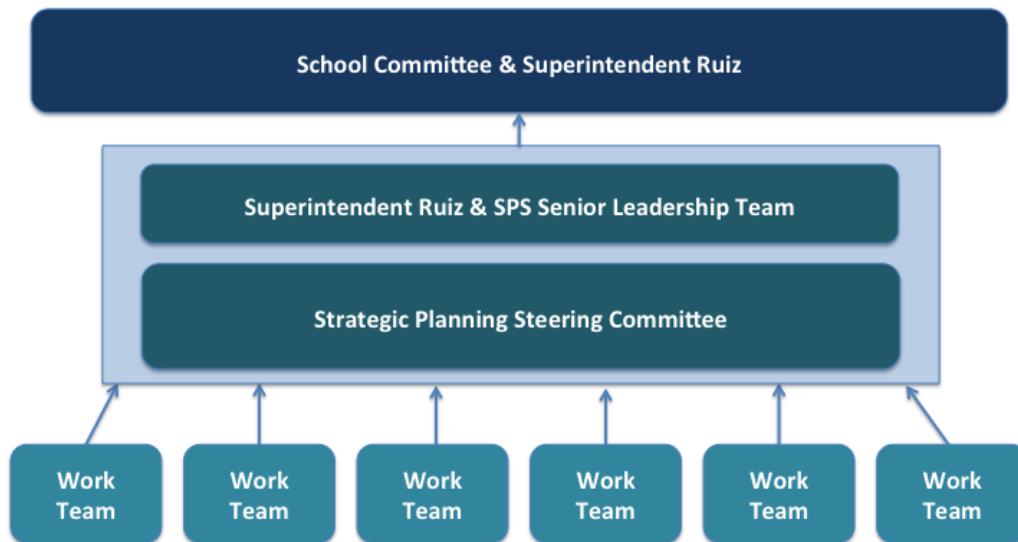 School Committee & Superintendent Ruiz
Superintendent Ruiz & SPS Senior Leadership Team
Strategic Planning Steering Committee
Work
Team
Work
Team
Work
Team
Work
Team
Work
Team
Work
Team